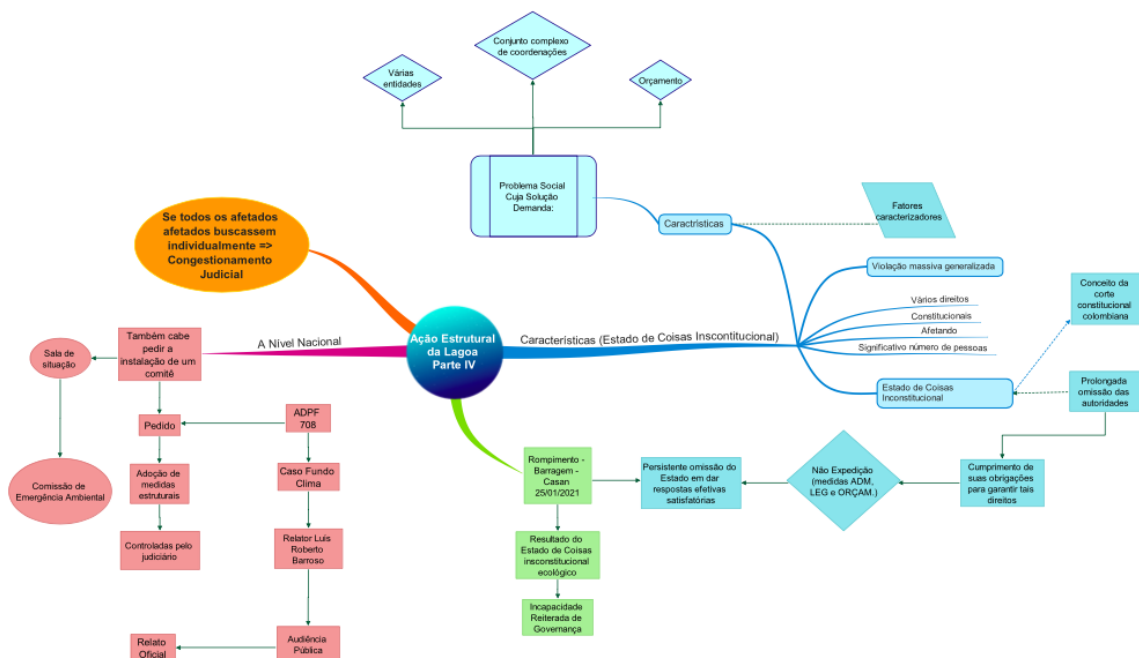 Conjunto complexo
de coordenações
Várias
entidades
Orçamento
Problema Social
Cuja Solução
Demanda:
Fatores
caracterizadores
Caractrísticas
Se todos os afetados
afetados buscassem
individualmente =>
Congestionamento
Judicial
Violação massiva generalizada
Conceito da
corte
constitucional
colombiana
Vários direitos
Constitucionais
Afetando
Significativo número de pessoas
Ação Estrutural
da Lagoa
Parte IV
Características (Estado de Coisas Insconstitucional)
A Nível Nacional
Também cabe
pedir a
instalação de um
comitê
Sala de
situação
Estado de Coisas
Inconstitucional
Prolongada
omissão das
autoridades
Pedido
ADPF
708
Rompimento -
Barragem -
Casan
25/01/2021
Persistente omissão do
Estado em dar
respostas efetivas
satisfatórias
Não Expedição
(medidas ADM,
LEG e ORÇAM.)
Cumprimento de
suas obrigações
para garantir tais
direitos
Comissão de
Emergência Ambiental
Adoção de
medidas
estruturais
Caso Fundo
Clima
Controladas pelo
judiciário
Relator Luís
Roberto
Barroso
Resultado do
Estado de Coisas
insconstitucional
ecológico
Incapacidade
Reiterada de
Governança
Relato
Oficial
Audiência
Pública